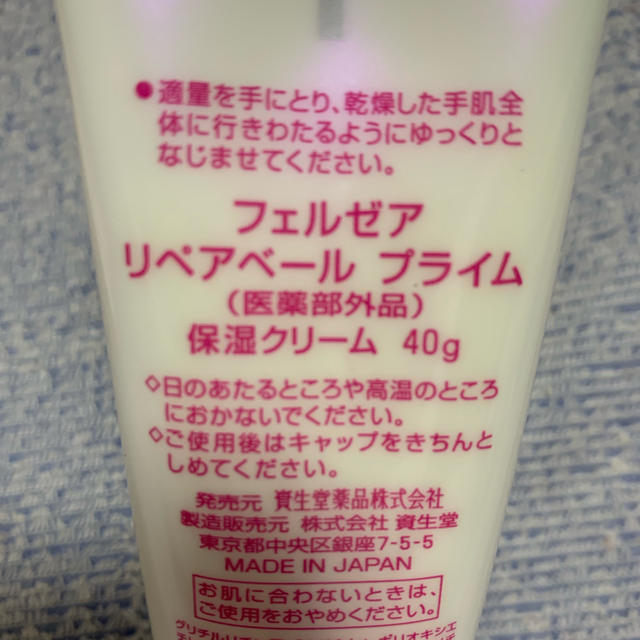 ●適量を手にとり、乾燥した手肌全
体に行きわたるようにゆっくりと
なじませてください。
フェルゼア
リペアベール プライム
(医薬部外品)
保湿クリーム 40g
◇日のあたるところや高温のところ
におかないでください。
◇ご使用後はキャップをきちんと
しめてください。
発売元 資生堂薬品株式会社
製造販売元 株式会社 資生堂
東京都中央区銀座7-5-5
MADE IN JAPAN
お肌に合わないときは、
ご使用をおやめください。